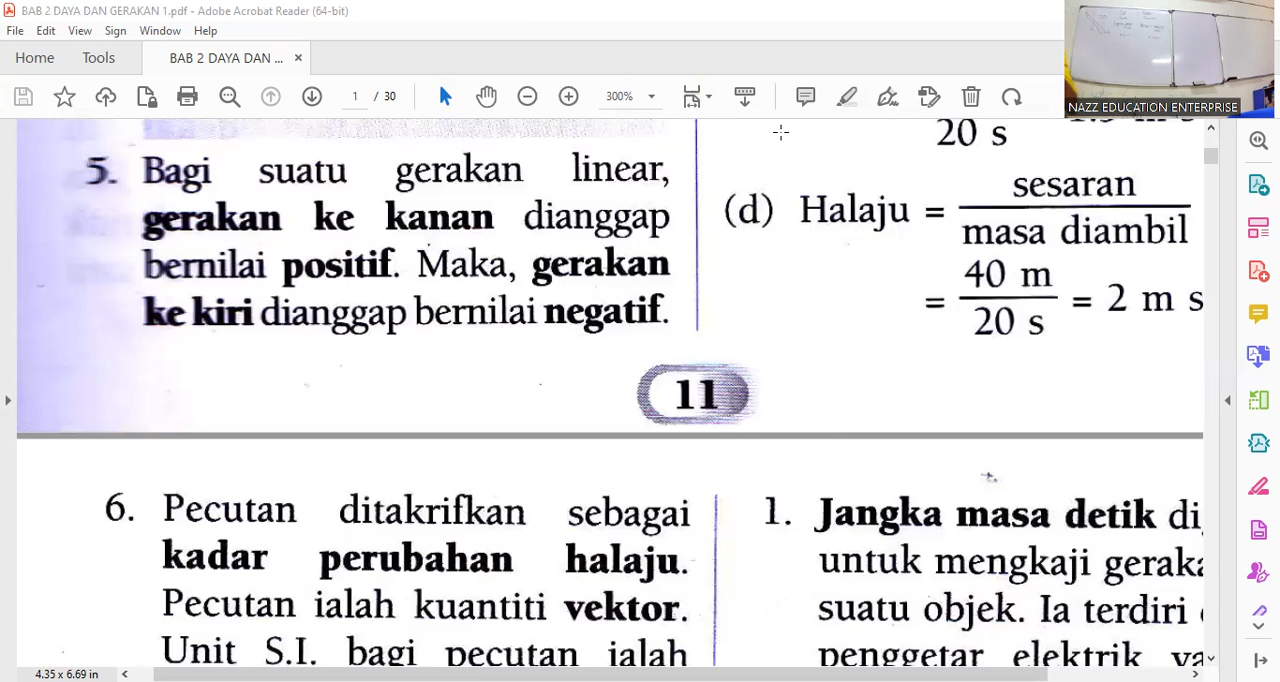 BAB 2 DAYA DAN GERAKAN 1.pdf - Adobe Acrobat Reader (64-bit)
File Edit View Sign Window Help
Home Tools BAB 2 DAYA DAN ... ×
1 / 30 300%
NAZZ EDUCATION ENTERPRISE
5. Bagi suatu gerakan linear,
gerakan ke kanan dianggap
bernilai positif. Maka, gerakan
ke kiri dianggap bernilai negatif.
20 s
(d) Halaju = sesaran
masa diambil
= 40 m
20 s
= 2 m s
11
6. Pecutan ditakrifkan sebagai
kadar perubahan halaju.
Pecutan ialah kuantiti vektor.
Unit S.I. bagi pecutan ialah
1. Jangka masa detik di
untuk mengkaji geraka
suatu objek. Ia terdiri
penggetar elektrik ya
4.35 x 6.69 in